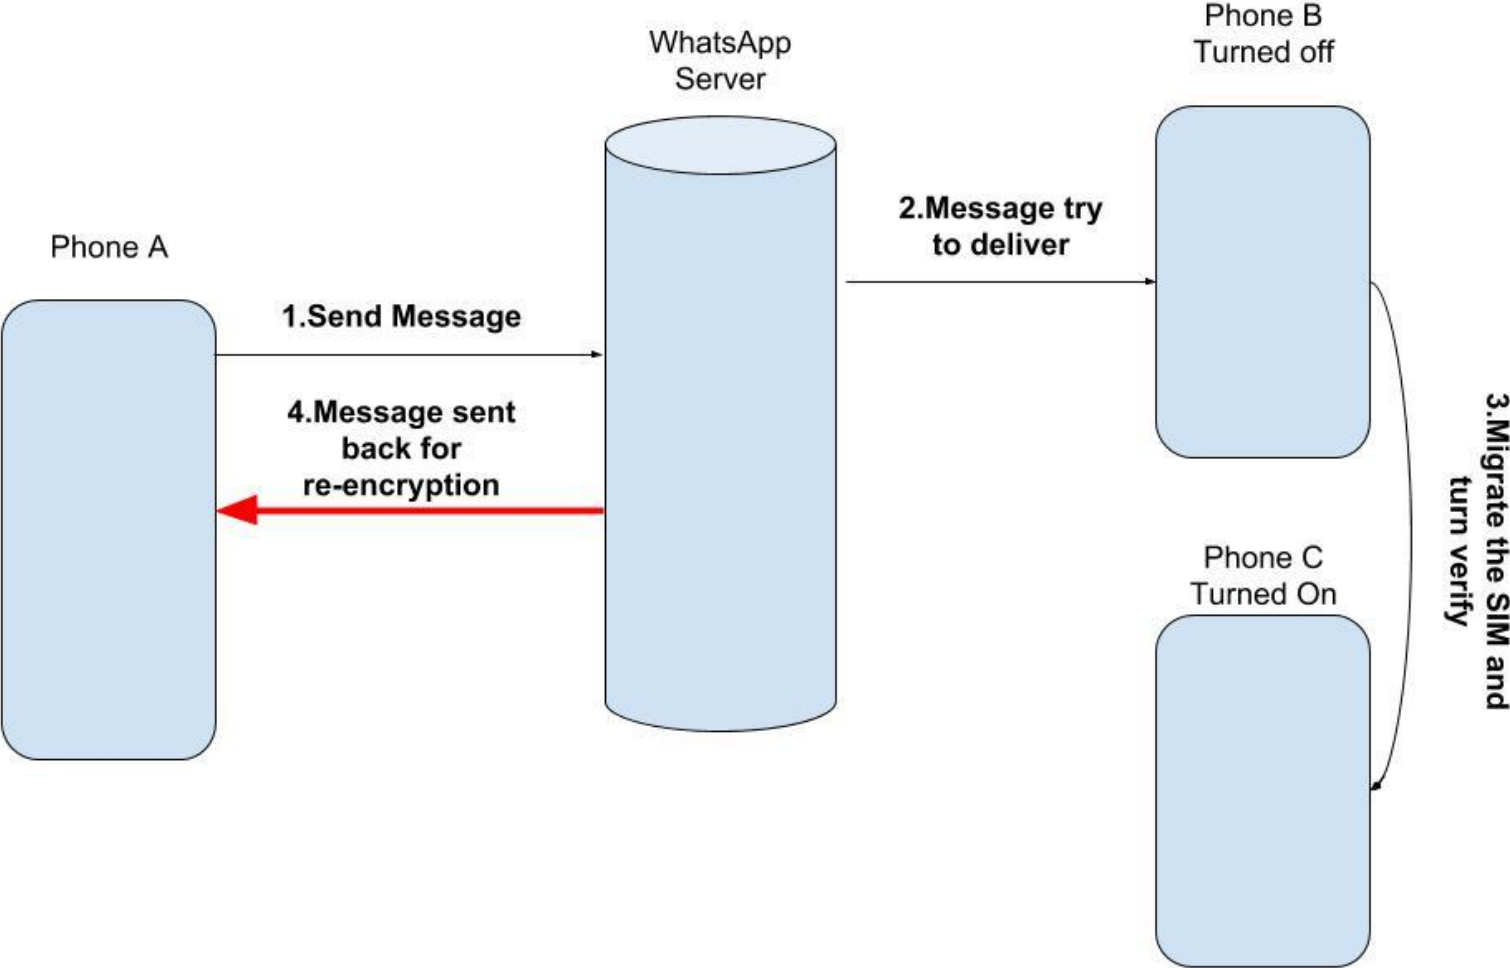 Phone B
Turned off
WhatsApp
Server
2.Message try
to deliver
Phone A
1.Send Message
4.Message sent
back for
re-encryption
3.Migrate the SIM and
turn verify
Phone C
Turned On